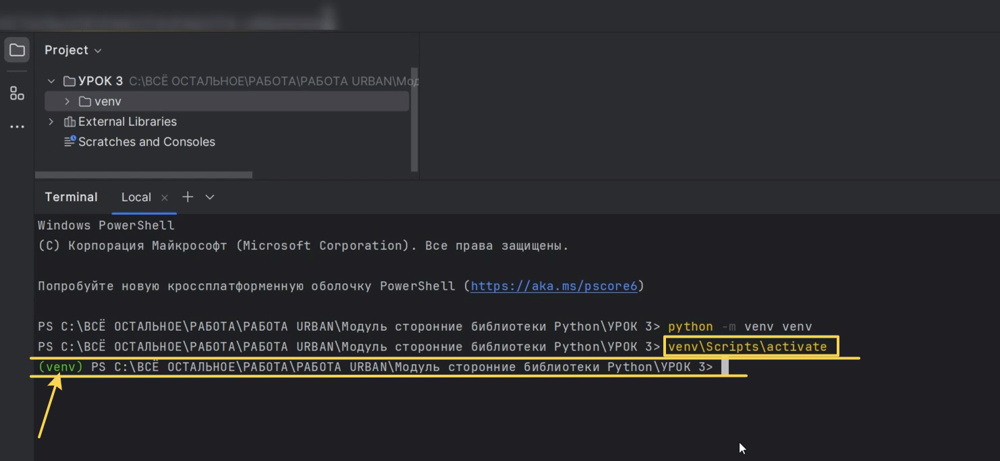 Project
УРОК 3 C:\ВСЁ ОСТАЛЬНОЕ\РАБОТА\РАБОТА URBAN\Мод
venv
External Libraries
Scratches and Consoles
Terminal Local
Windows PowerShell
(C) Корпорация Майкрософт (Microsoft Corporation). Все права защищены.
Попробуйте новую кроссплатформенную оболочку PowerShell (https://aka.ms/pscore6)
PS C:\ВСЁ ОСТАЛЬНОЕ\РАБОТА\РАБОТА URBAN\Модуль сторонние библиотеки Python\УРОК 3> python -m venv venv
PS C:\ВСЁ ОСТАЛЬНОЕ\РАБОТА\РАБОТА URBAN\Модуль сторонние библиотеки Python\УРОК 3> venv\Scripts\activate
(venv) PS C:\ВСЁ ОСТАЛЬНОЕ\РАБОТА\РАБОТА URBAN\Модуль сторонние библиотеки Python\УРОК 3>